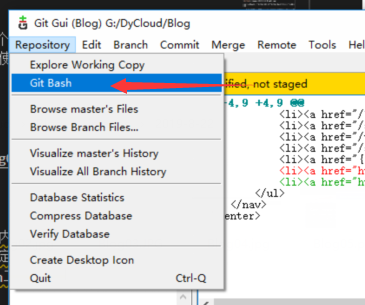 Git Gui (Blog) G:/DyCloud/Blog
Repository Edit Branch Commit Merge Remote Tools Hel
Explore Working Copy
Git Bash
ified, not staged
Browse master's Files
Browse Branch Files...
Visualize master's History
Visualize All Branch History
Database Statistics
Compress Database
Verify Database
Create Desktop Icon
Quit Ctrl-Q
-4,9 +4,9 @@
<li><a href="/
<li><a href="/
<li><a href="/
<li><a href="[
<li><a href="h
<li><a href="h
</ul>
</nav>
enter>